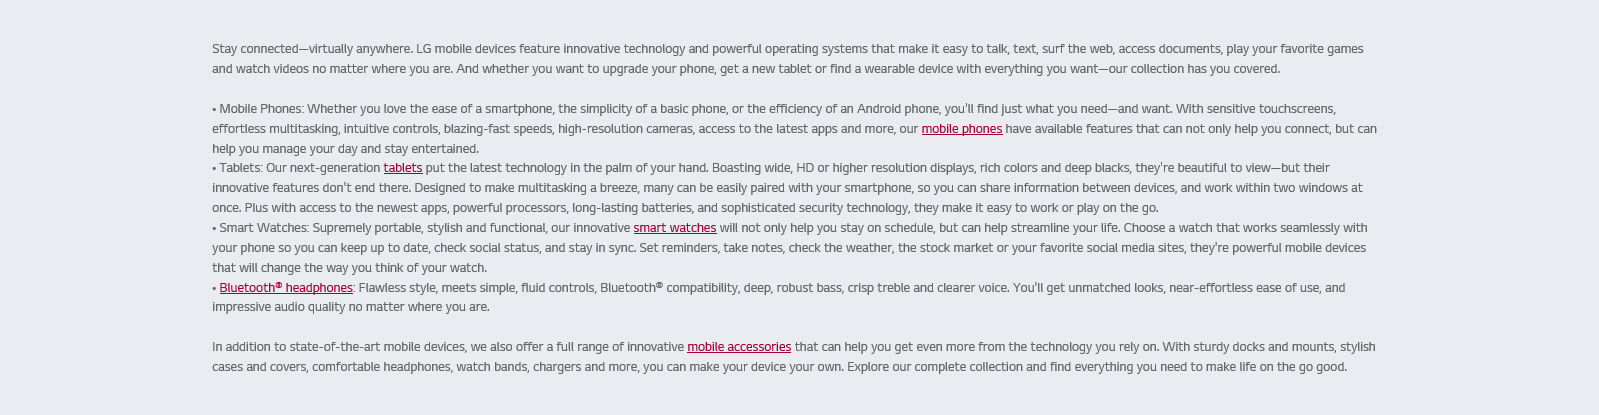 Stay connected—virtually anywhere. LG mobile devices feature innovative technology and powerful operating systems that make it easy to talk, text, surf the web, access documents, play your favorite games
and watch videos no matter where you are. And whether you want to upgrade your phone, get a new tablet or find a wearable device with everything you want—our collection has you covered.
• Mobile Phones: Whether you love the ease of a smartphone, the simplicity of a basic phone, or the efficiency of an Android phone, you'll find just what you need—and want. With sensitive touchscreens,
effortless multitasking, intuitive controls, blazing-fast speeds, high-resolution cameras, access to the latest apps and more, our mobile phones have available features that can not only help you connect, but can
help you manage your day and stay entertained.
• Tablets: Our next-generation tablets put the latest technology in the palm of your hand. Boasting wide, HD or higher resolution displays, rich colors and deep blacks, they're beautiful to view—but their
innovative features don't end there. Designed to make multitasking a breeze, many can be easily paired with your smartphone, so you can share information between devices, and work within two windows at
once. Plus with access to the newest apps, powerful processors, long-lasting batteries, and sophisticated security technology, they make it easy to work or play on the go.
• Smart Watches: Supremely portable, stylish and functional, our innovative smart watches will not only help you stay on schedule, but can help streamline your life. Choose a watch that works seamlessly with
your phone so you can keep up to date, check social status, and stay in sync. Set reminders, take notes, check the weather, the stock market or your favorite social media sites, they're powerful mobile devices
that will change the way you think of your watch.
• Bluetooth® headphones: Flawless style, meets simple, fluid controls, Bluetooth® compatibility, deep, robust bass, crisp treble and clearer voice. You'll get unmatched looks, near-effortless ease of use, and
impressive audio quality no matter where you are.
In addition to state-of-the-art mobile devices, we also offer a full range of innovative mobile accessories that can help you get even more from the technology you rely on. With sturdy docks and mounts, stylish
cases and covers, comfortable headphones, watch bands, chargers and more, you can make your device your own. Explore our complete collection and find everything you need to make life on the go good.